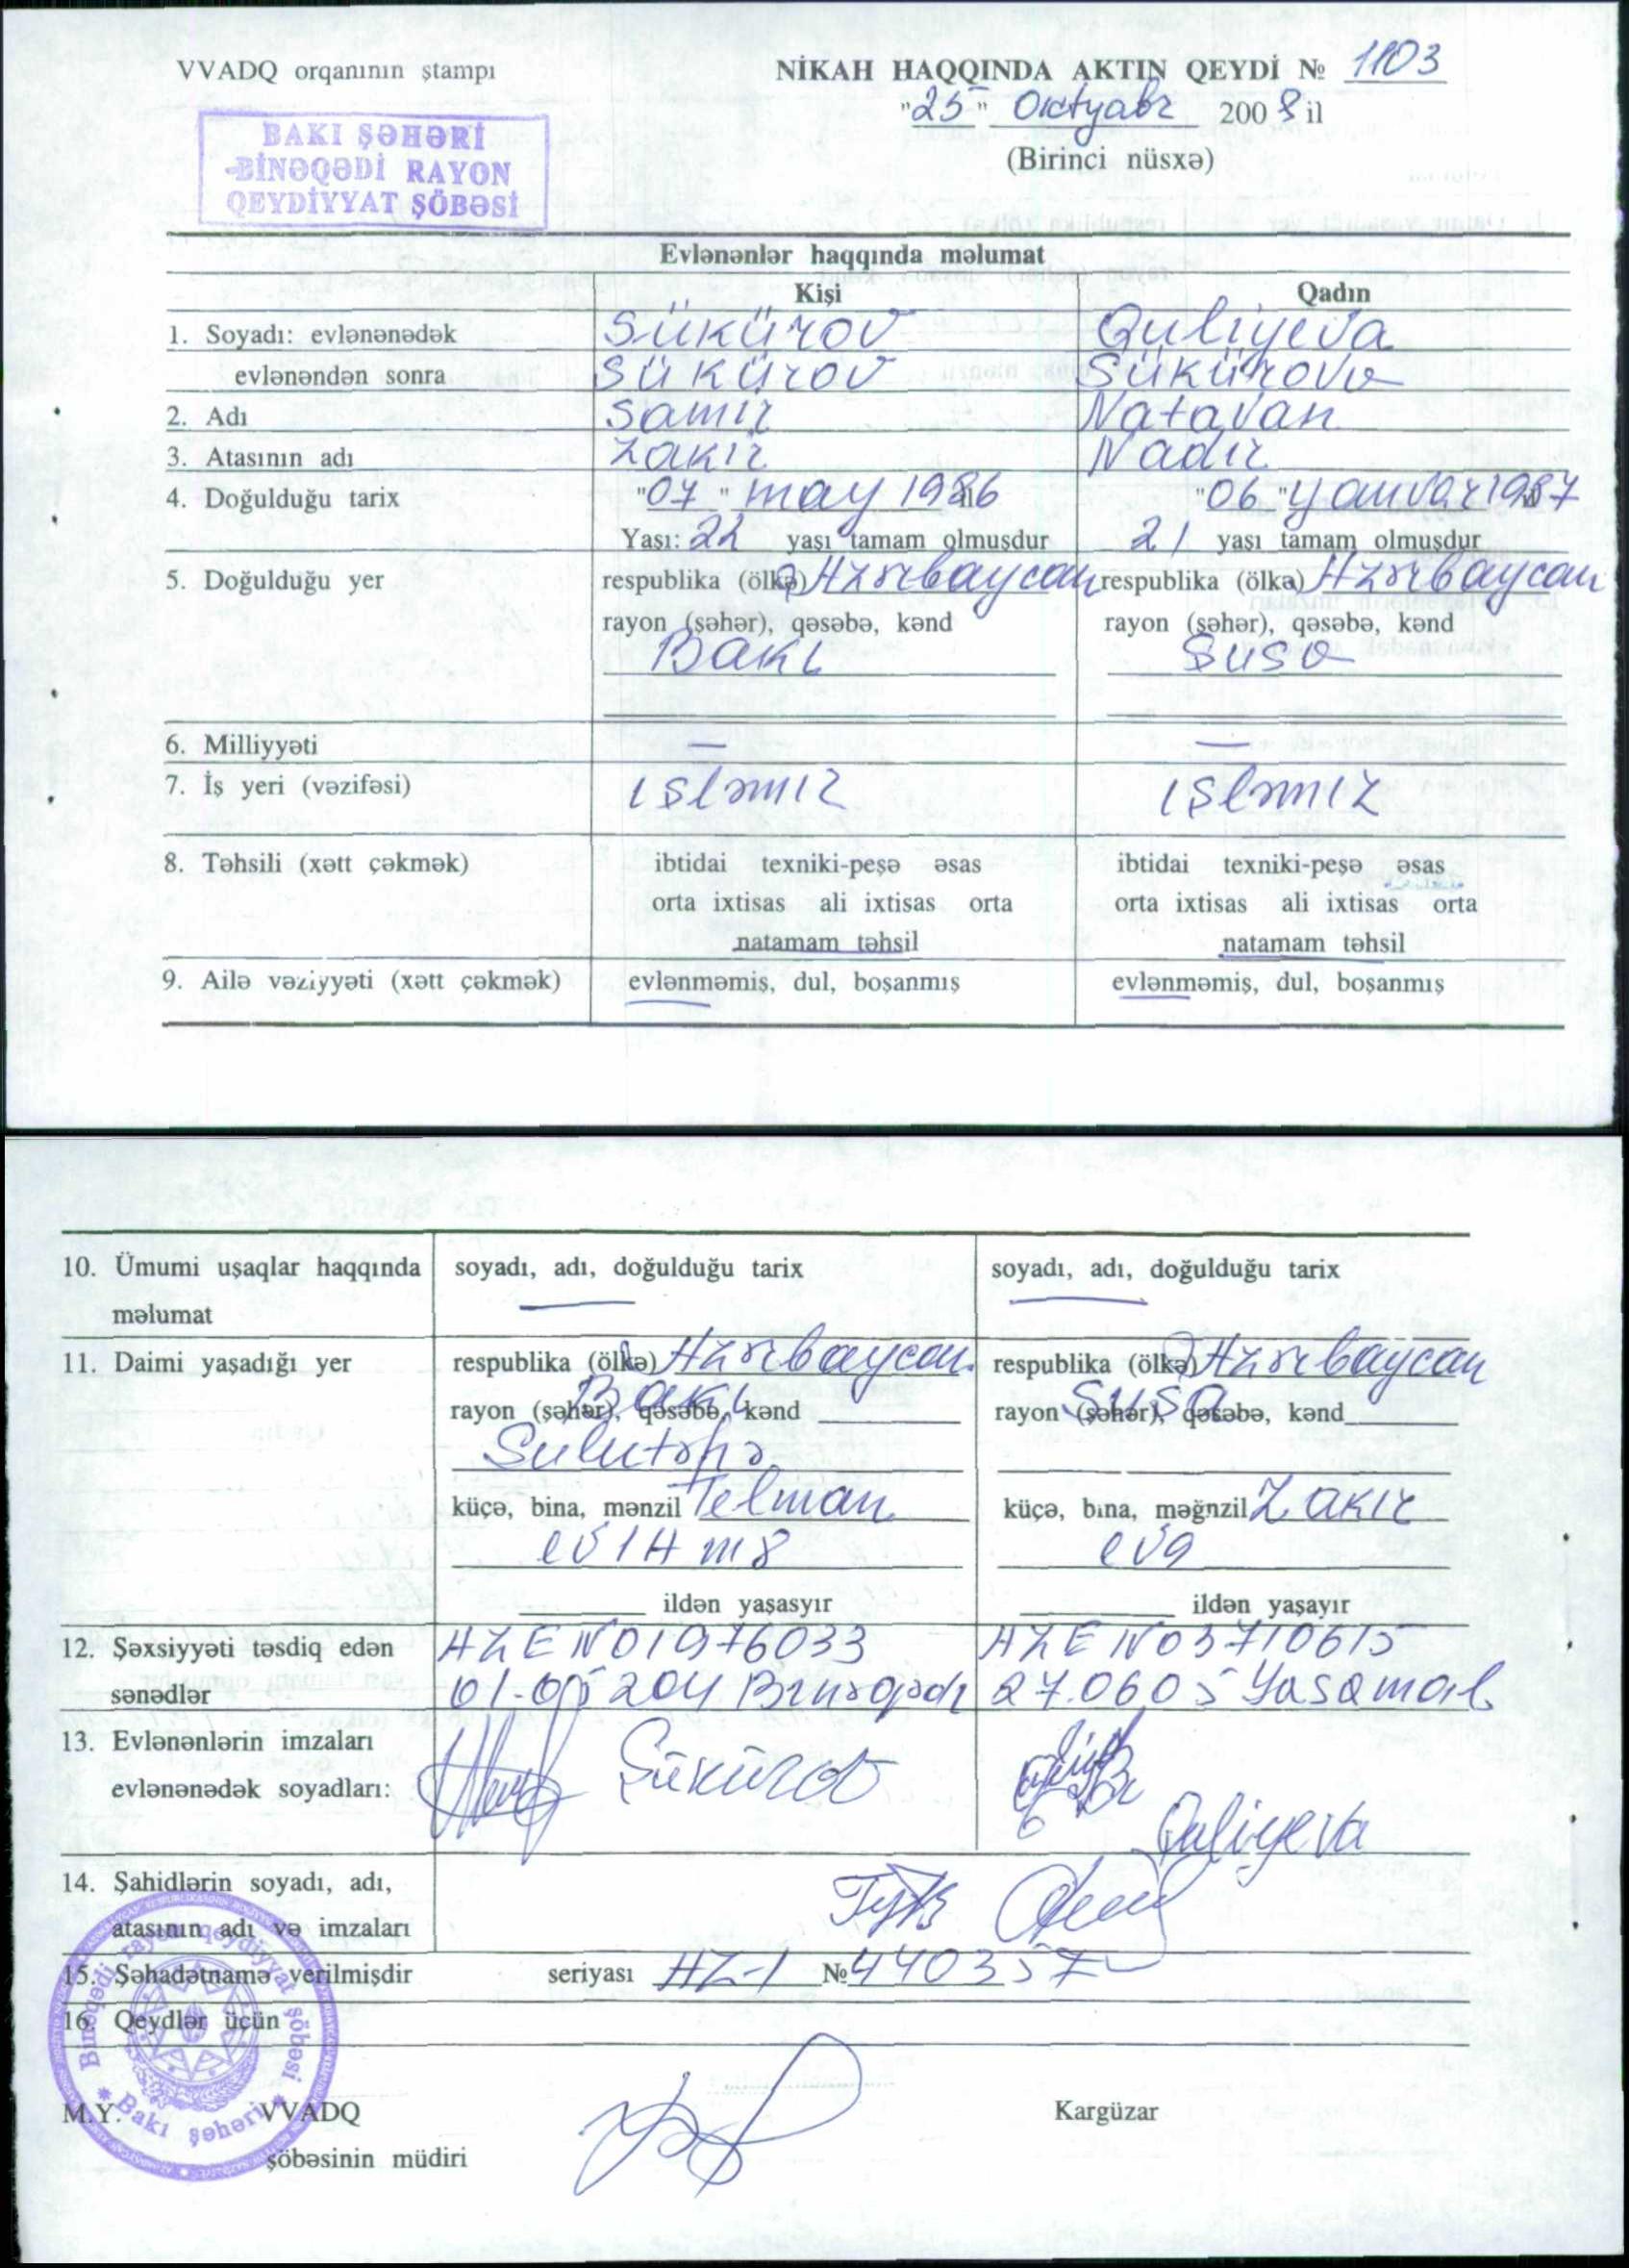 VVADQ orqanının ştampı
NİKAH HAQQINDA AKTIN QEYDİ № 1103
"25" Oktyabr 2008 il
(Birinci nüsxə)
BAKI ŞƏHƏRİ
BİNƏQƏDİ RAYON
QEYDİYYAT ŞÖBƏSİ
Evlənənlər haqqında məlumat
Kişi Qadın
1. Soyadı: evlənənədək Şükürov Quliyeva
evlənəndən sonra Şükürov Şükürova
2. Adı Samir Natavan
3. Atasının adı Zakir Nadir
4. Doğulduğu tarix "07" may 1986 "06" yanvar 1987
Yaşı: 22 yaşı tamam olmuşdur 21 yaşı tamam olmuşdur
5. Doğulduğu yer respublika (ölkə) Azərbaycan respublika (ölkə) Azərbaycan
rayon (şəhər), qəsəbə, kənd rayon (şəhər), qəsəbə, kənd
Bakı Şuşa
6. Milliyyəti — —
7. İş yeri (vəzifəsi) işləmir işləmir
8. Təhsili (xətt çəkmək) ibtidai texniki-peşə əsas ibtidai texniki-peşə əsas
orta ixtisas ali ixtisas orta orta ixtisas ali ixtisas orta
natamam təhsil natamam təhsil
9. Ailə vəziyyəti (xətt çəkmək) evlənməmiş, dul, boşanmış evlənməmiş, dul, boşanmış
10. Ümumi uşaqlar haqqında soyadı, adı, doğulduğu tarix soyadı, adı, doğulduğu tarix
məlumat — —
11. Daimi yaşadığı yer respublika (ölkə) Azərbaycan respublika (ölkə) Azərbaycan
rayon (şəhər), qəsəbə, kənd Bakı rayon (şəhər), qəsəbə, kənd Şuşa
Sulutəpə
küçə, bina, mənzil Telman küçə, bına, məğnzil Zakir
ev 1A m 8 ev 9
ildən yaşasyır ildən yaşayır
12. Şəxsiyyəti təsdiq edən AZE N01976033 AZE N03710615
sənədlər Binəqədi 27.06.05 Yasamal
13. Evlənənlərin imzaları Şükürov
evlənənədək soyadları: Quliyeva
14. Şahidlərin soyadı, adı,
atasının adı və imzaları
15. Şəhadətnamə verilmişdir seriyası AZ-1 № 440357
16. Qeydlər üçün
Binəqədi rayon qeydiyyat şöbəsi
Bakı şəhəri
M.Y. VVADQ Kargüzar
şöbəsinin müdiri